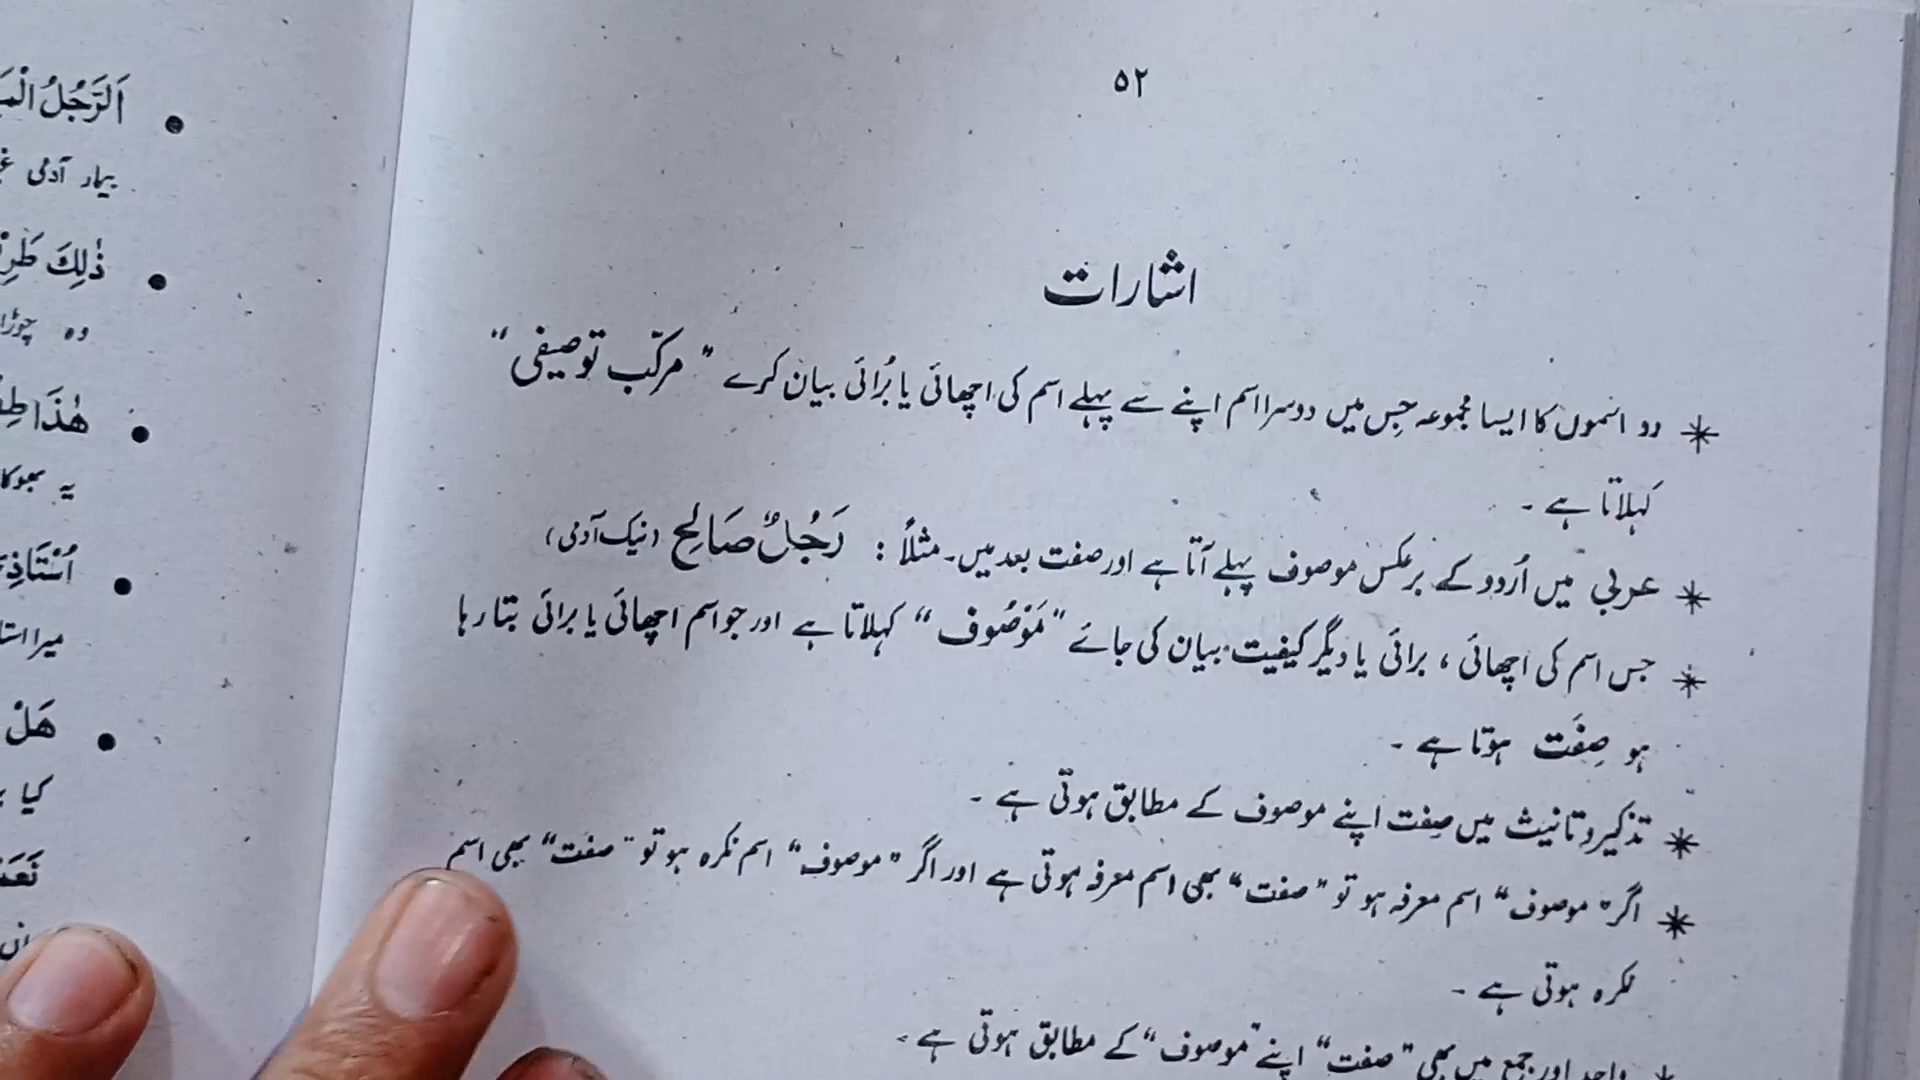 ۵۲
اشارات
* دو اسموں کا ایسا مجموعہ جِس میں دوسرا اسم اپنے سے پہلے اسم کی اچھائی یا بُرائی بیان کرے "مرکّب توصیفی"
کہلاتا ہے ۔
* عربی میں اُردو کے برعکس موصوف پہلے آتا ہے اور صفت بعد میں۔ مثلاً : رَجُلٌ صَالِح (نیک آدمی)
* جس اسم کی اچھائی ، برائی یا دیگر کیفیت بیان کی جائے "مَوْصُوف" کہلاتا ہے اور جو اسم اچھائی یا برائی بتا رہا
ہو صِفَت ہوتا ہے ۔
* تذکیر و تانیث میں صِفت اپنے موصوف کے مطابق ہوتی ہے ۔
* اگر "موصوف" اسم معرفہ ہو تو "صفت" بھی اسم معرفہ ہوتی ہے اور اگر "موصوف" اسم نکرہ ہو تو "صفت" بھی اسم
نکرہ ہوتی ہے ۔
* واحد اور جمع میں بھی "صفت" اپنے "موصوف" کے مطابق ہوتی ہے ۔
• اَلرَّجُلُ
بیمار آدمی
• ذٰلِكَ
وہ
• هٰذَا
یہ بھوکا
•
میرا
• هَلْ
کیا